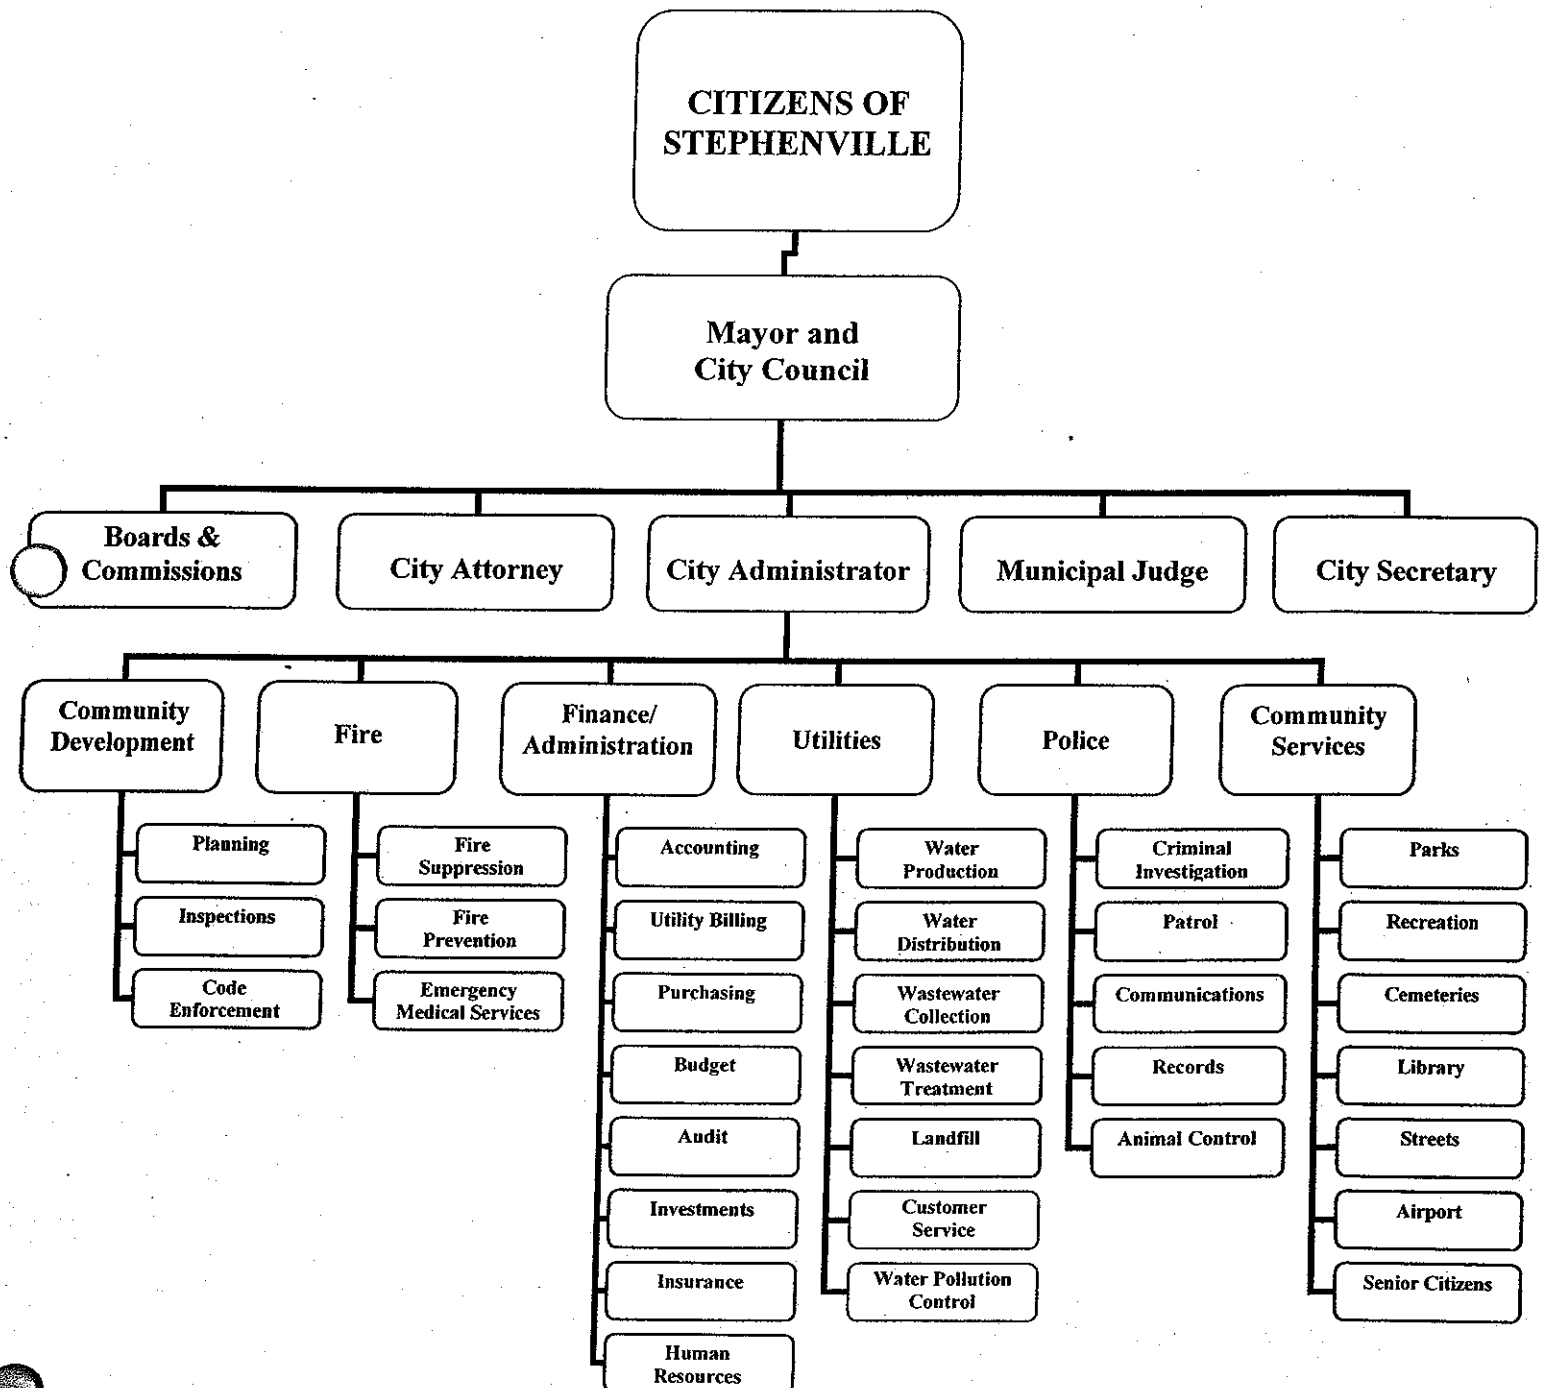 CITIZENS OF
STEPHENVILLE
Mayor and
City Council
Boards &
Commissions
City Attorney
City Administrator
Municipal Judge
City Secretary
Community
Development
Fire
Finance/
Administration
Utilities
Police
Community
Services
Planning
Inspections
Code
Enforcement
Fire
Suppression
Fire
Prevention
Emergency
Medical Services
Accounting
Utility Billing
Purchasing
Budget
Audit
Investments
Insurance
Human
Resources
Water
Production
Water
Distribution
Wastewater
Collection
Wastewater
Treatment
Landfill
Customer
Service
Water Pollution
Control
Criminal
Investigation
Patrol
Communications
Records
Animal Control
Parks
Recreation
Cemeteries
Library
Streets
Airport
Senior Citizens